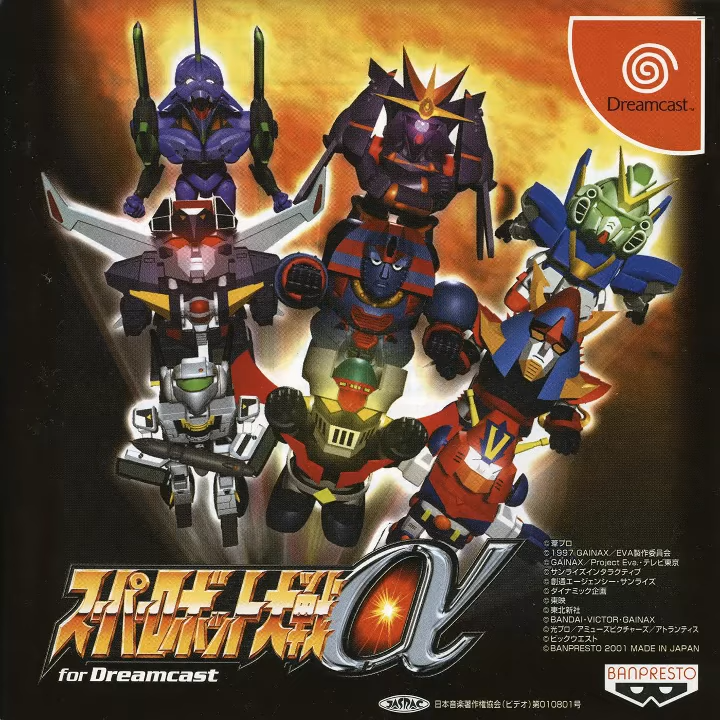 Dreamcast™
V
スーパーロボット大戦α
for Dreamcast
©葦プロ
©1997 GAINAX／EVA製作委員会
©GAINAX／Project Eva.・テレビ東京
©サンライズインタラクティブ
©創通エージェンシー・サンライズ
©ダイナミック企画
©東映
©東北新社
©BANDAI・VICTOR・GAINAX
©光プロ／アミューズピクチャーズ／アトランティス
©ビックウエスト
©BANPRESTO 2001 MADE IN JAPAN
BANPRESTO
JASRAC 日本音楽著作権協会（ビデオ）第010801号